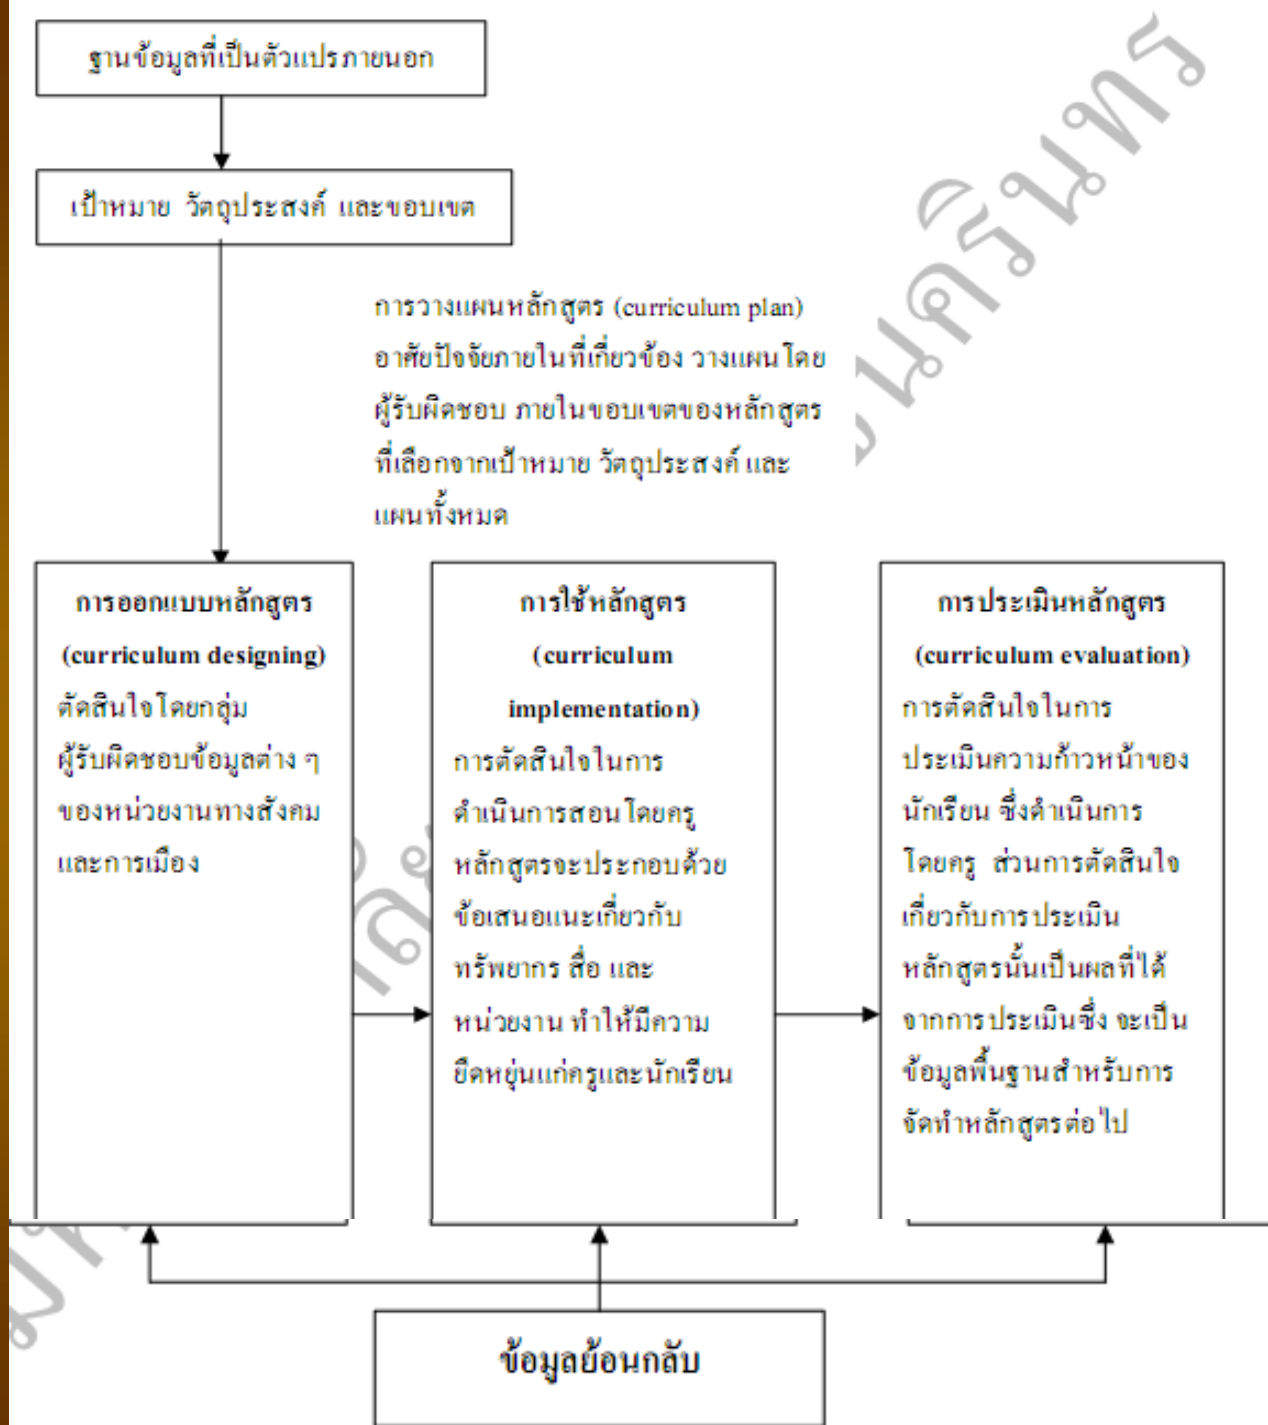 ฐานข้อมูลที่เป็นตัวแปรภายนอก
เป้าหมาย วัตถุประสงค์ และขอบเขต
การวางแผนหลักสูตร (curriculum plan)
อาศัยปัจจัยภายในที่เกี่ยวข้อง วางแผนโดย
ผู้รับผิดชอบ ภายในขอบเขตของหลักสูตร
ที่เลือกจากเป้าหมาย วัตถุประสงค์ และ
แผนทั้งหมด
การออกแบบหลักสูตร
(curriculum designing)
ตัดสินใจโดยกลุ่ม
ผู้รับผิดชอบข้อมูลต่าง ๆ
ของหน่วยงานทางสังคม
และการเมือง
การใช้หลักสูตร
(curriculum
implementation)
การตัดสินใจในการ
ดำเนินการสอนโดยครู
หลักสูตรจะประกอบด้วย
ข้อเสนอแนะเกี่ยวกับ
ทรัพยากร สื่อ และ
หน่วยงาน ทำให้มีความ
ยืดหยุ่นแก่ครูและนักเรียน
การประเมินหลักสูตร
(curriculum evaluation)
การตัดสินใจในการ
ประเมินความก้าวหน้าของ
นักเรียน ซึ่งดำเนินการ
โดยครู ส่วนการตัดสินใจ
เกี่ยวกับการประเมิน
หลักสูตรนั้นเป็นผลที่ได้
จากการประเมินซึ่ง จะเป็น
ข้อมูลพื้นฐานสำหรับการ
จัดทำหลักสูตรต่อไป
ข้อมูลย้อนกลับ